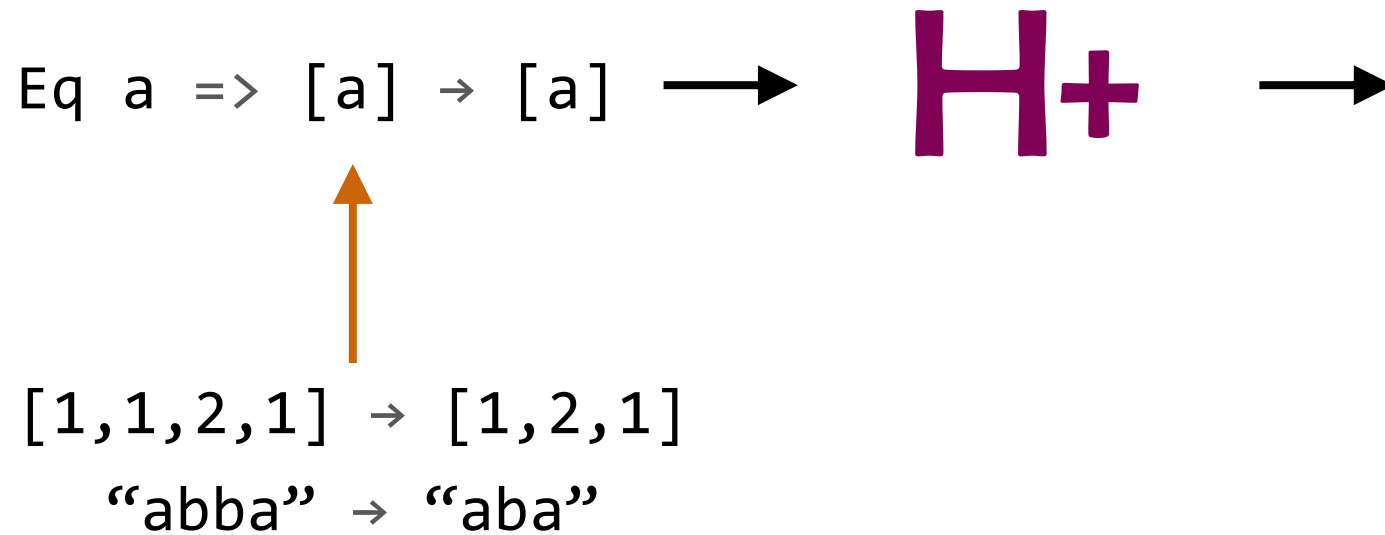 Eq a => [a] → [a]
H+
[1,1,2,1] → [1,2,1]
“abba” → “aba”